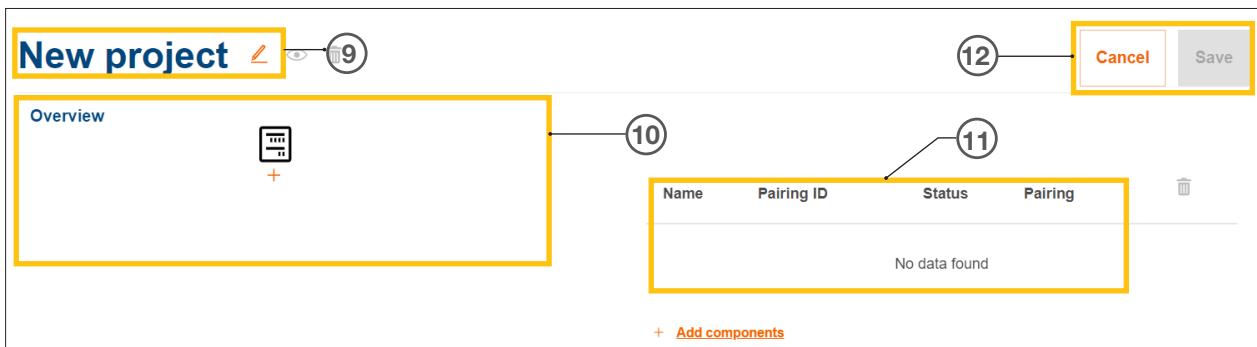 New project
9
12
Cancel
Save
Overview
10
11
Name Pairing ID Status Pairing
No data found
+ Add components